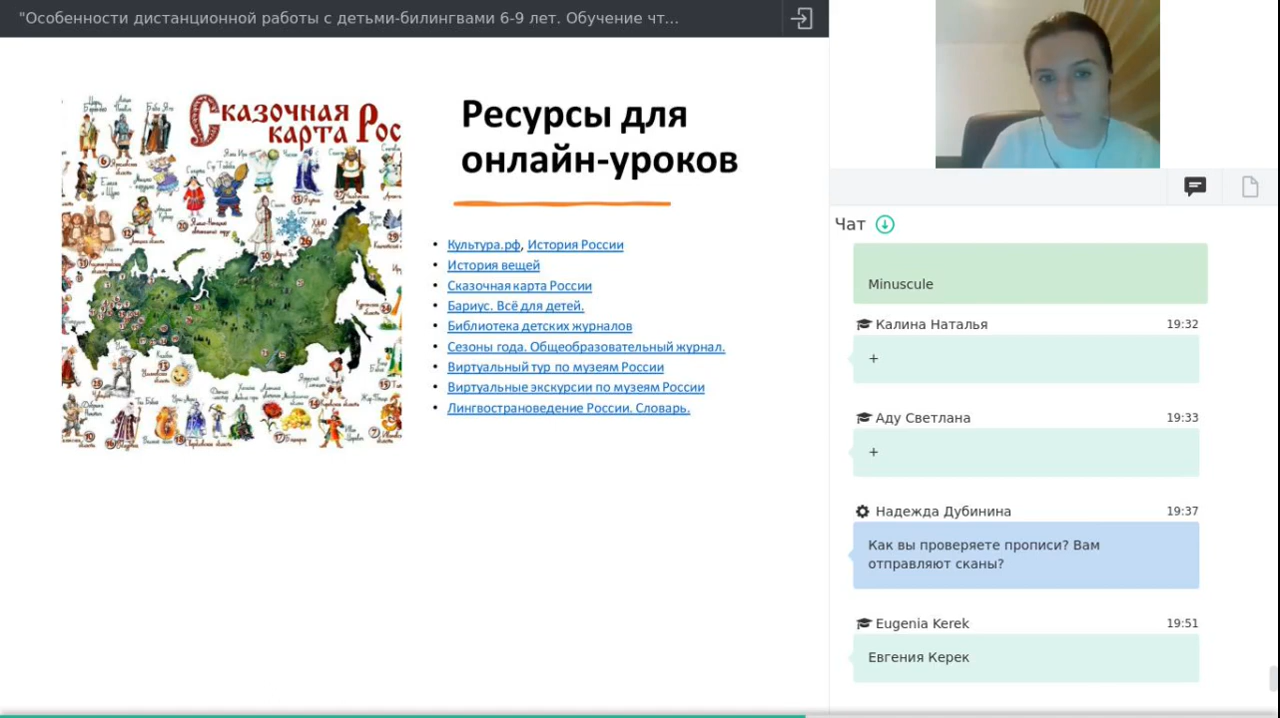 "Особенности дистанционной работы с детьми-билингвами 6-9 лет. Обучение чт...
Сказочная
карта Рос
Ресурсы для
онлайн-уроков
• Культура.рф, История России
• История вещей
• Сказочная карта России
• Бариус. Всё для детей.
• Библиотека детских журналов
• Сезоны года. Общеобразовательный журнал.
• Виртуальный тур по музеям России
• Виртуальные экскурсии по музеям России
• Лингвострановедение России. Словарь.
Чат
Minuscule
Калина Наталья 19:32
+
Аду Светлана 19:33
+
Надежда Дубинина 19:37
Как вы проверяете прописи? Вам
отправляют сканы?
Eugenia Kerek 19:51
Евгения Керек